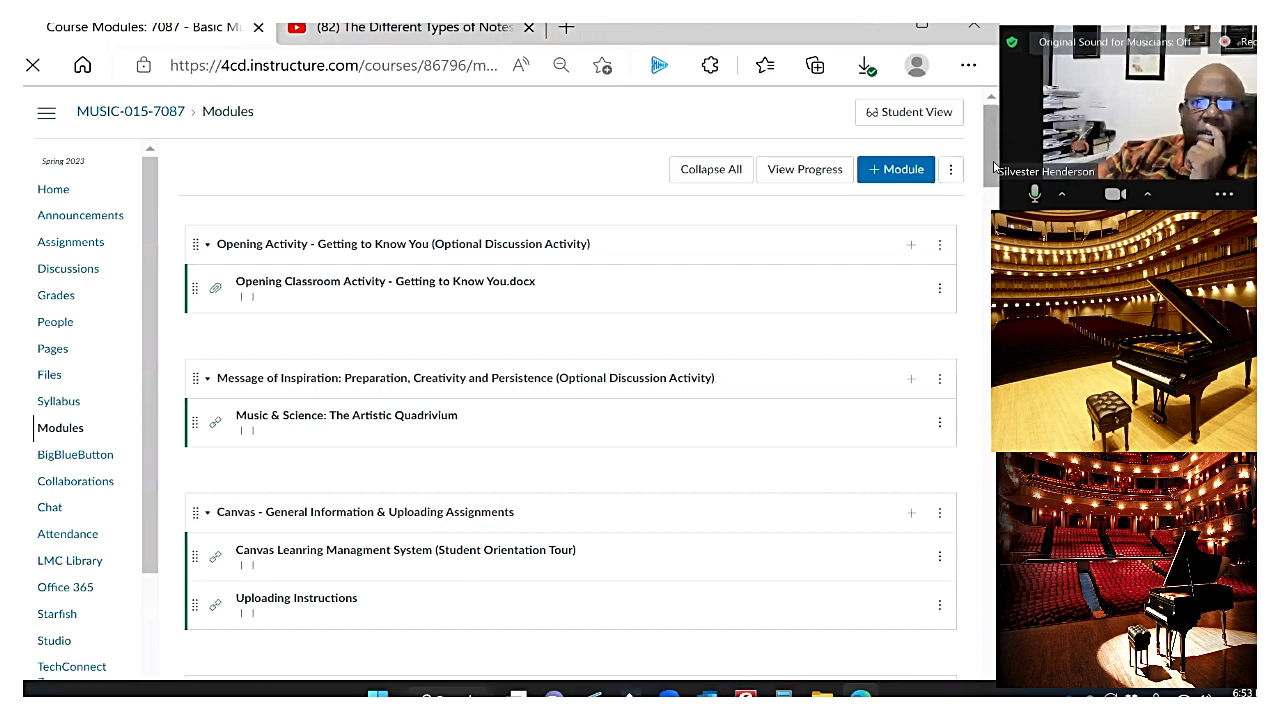 Course Modules: 7087 - Basic Mu
(82) The Different Types of Notes
https://4cd.instructure.com/courses/86796/m...
Original Sound for Musicians: Off
Rec
MUSIC-015-7087 › Modules
Student View
Silvester Henderson
Spring 2023
Collapse All
View Progress
+ Module
Home
Announcements
Assignments
Discussions
Grades
People
Pages
Files
Syllabus
Modules
BigBlueButton
Collaborations
Chat
Attendance
LMC Library
Office 365
Starfish
Studio
TechConnect
Opening Activity - Getting to Know You (Optional Discussion Activity)
Opening Classroom Activity - Getting to Know You.docx
Message of Inspiration: Preparation, Creativity and Persistence (Optional Discussion Activity)
Music & Science: The Artistic Quadrivium
Canvas - General Information & Uploading Assignments
Canvas Leanring Managment System (Student Orientation Tour)
Uploading Instructions
6:53